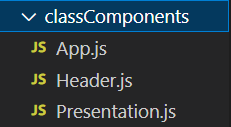 classComponents
JS App.js
JS Header.js
JS Presentation.js